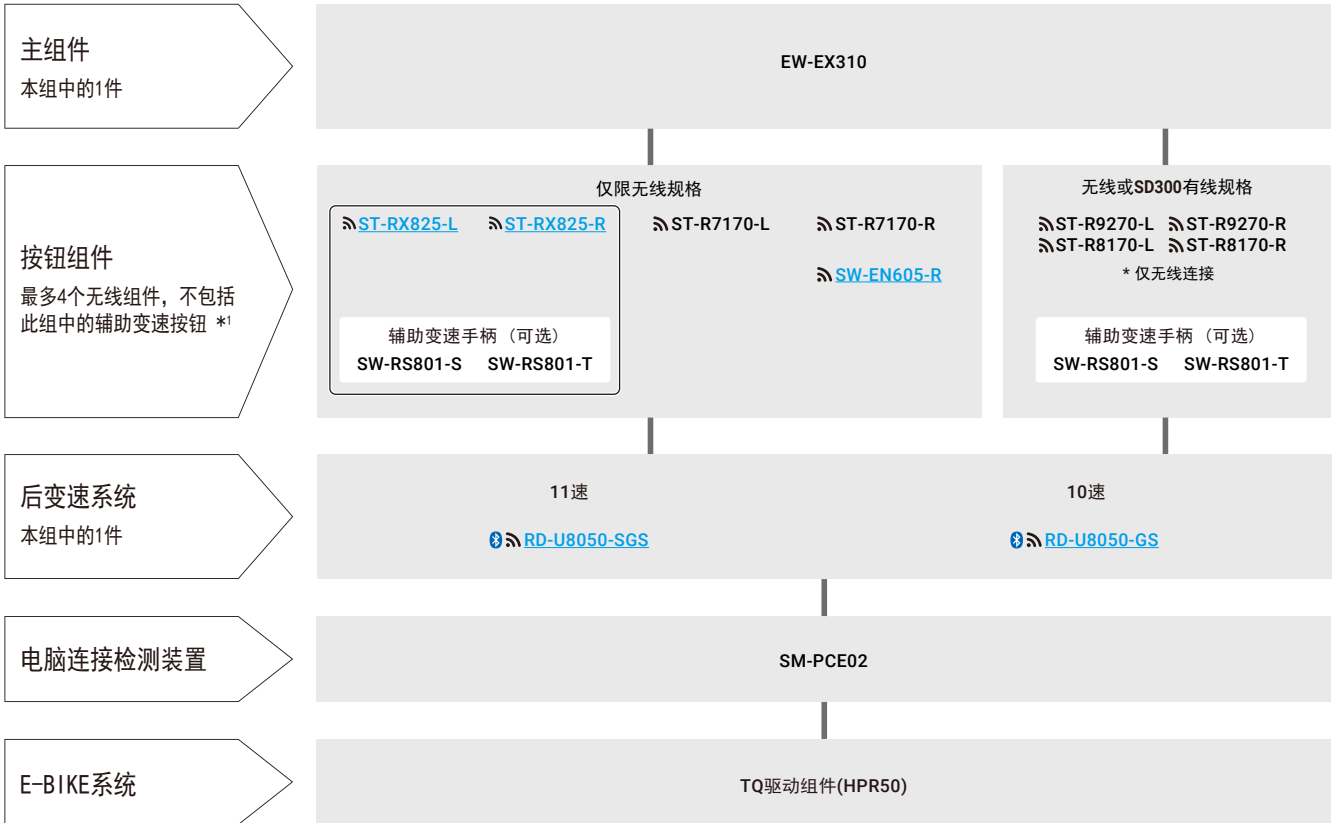 主组件
本组中的1件
EW-EX310
按钮组件
最多4个无线组件，不包括
此组中的辅助变速按钮 *1
仅限无线规格
ST-RX825-L ST-RX825-R ST-R7170-L ST-R7170-R
SW-EN605-R
辅助变速手柄（可选）
SW-RS801-S SW-RS801-T
无线或SD300有线规格
ST-R9270-L ST-R9270-R
ST-R8170-L ST-R8170-R
* 仅无线连接
辅助变速手柄（可选）
SW-RS801-S SW-RS801-T
后变速系统
本组中的1件
11速
RD-U8050-SGS
10速
RD-U8050-GS
电脑连接检测装置
SM-PCE02
E-BIKE系统
TQ驱动组件(HPR50)